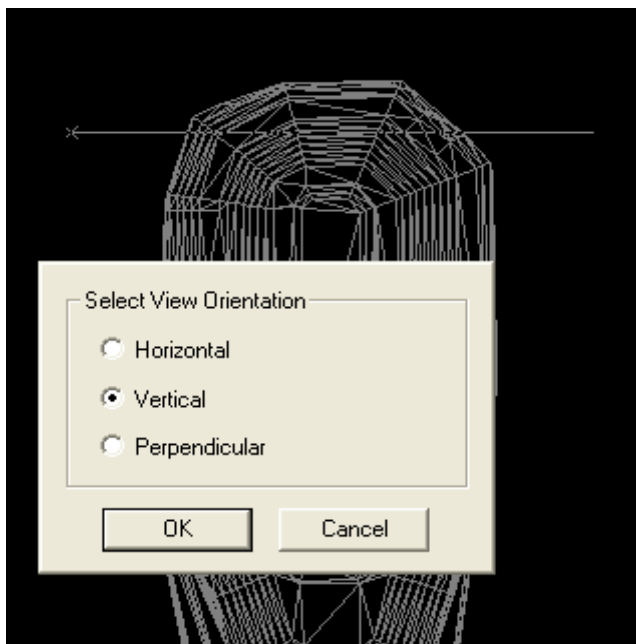 Select View Orientation
Horizontal
Vertical
Perpendicular
OK Cancel